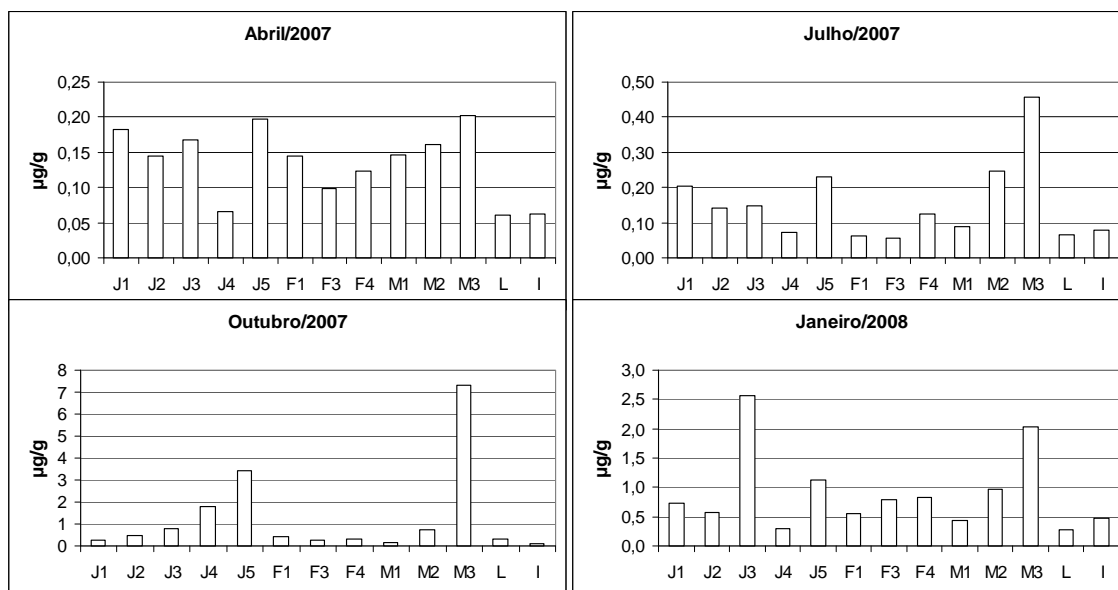 Abril/2007
µg/g
0,25
0,20
0,15
0,10
0,05
0,00
J1 J2 J3 J4 J5 F1 F3 F4 M1 M2 M3 L I
Julho/2007
µg/g
0,50
0,40
0,30
0,20
0,10
0,00
J1 J2 J3 J4 J5 F1 F3 F4 M1 M2 M3 L I
Outubro/2007
µg/g
8
7
6
5
4
3
2
1
0
J1 J2 J3 J4 J5 F1 F3 F4 M1 M2 M3 L I
Janeiro/2008
µg/g
3,0
2,5
2,0
1,5
1,0
0,5
0,0
J1 J2 J3 J4 J5 F1 F3 F4 M1 M2 M3 L I